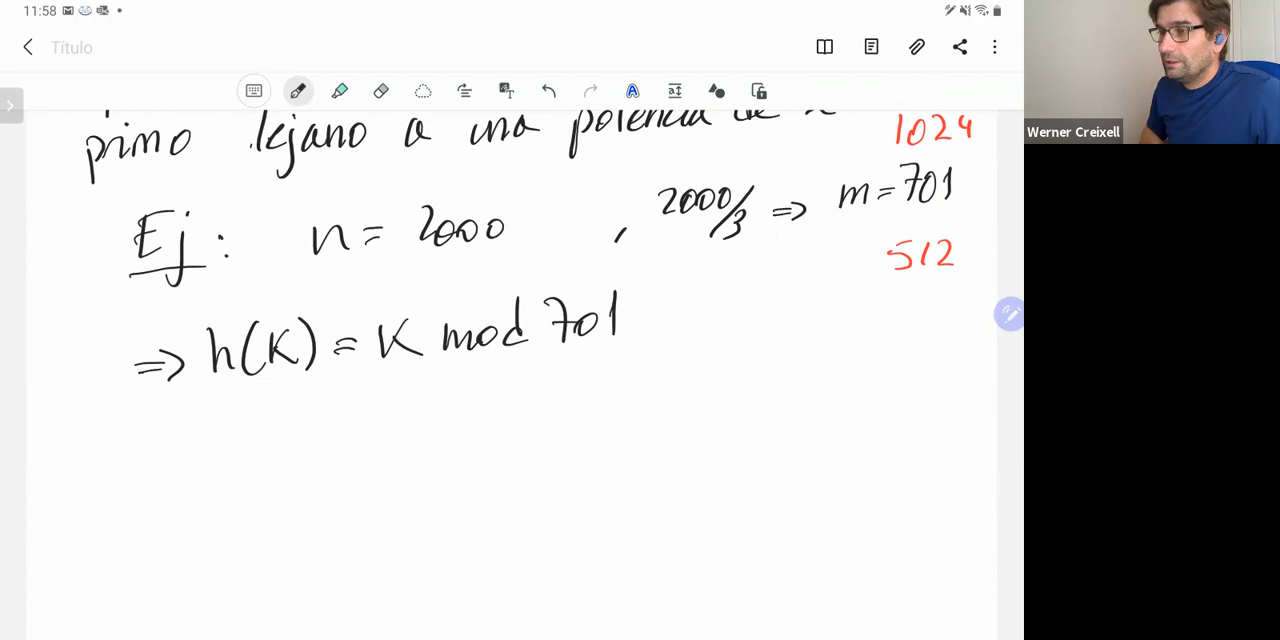 11:58
Título
Werner Creixell
primo lejano a una potencia de
1024
Ej: n = 2000 , 2000/3 => m = 701
512
=> h(K) = K mod 701